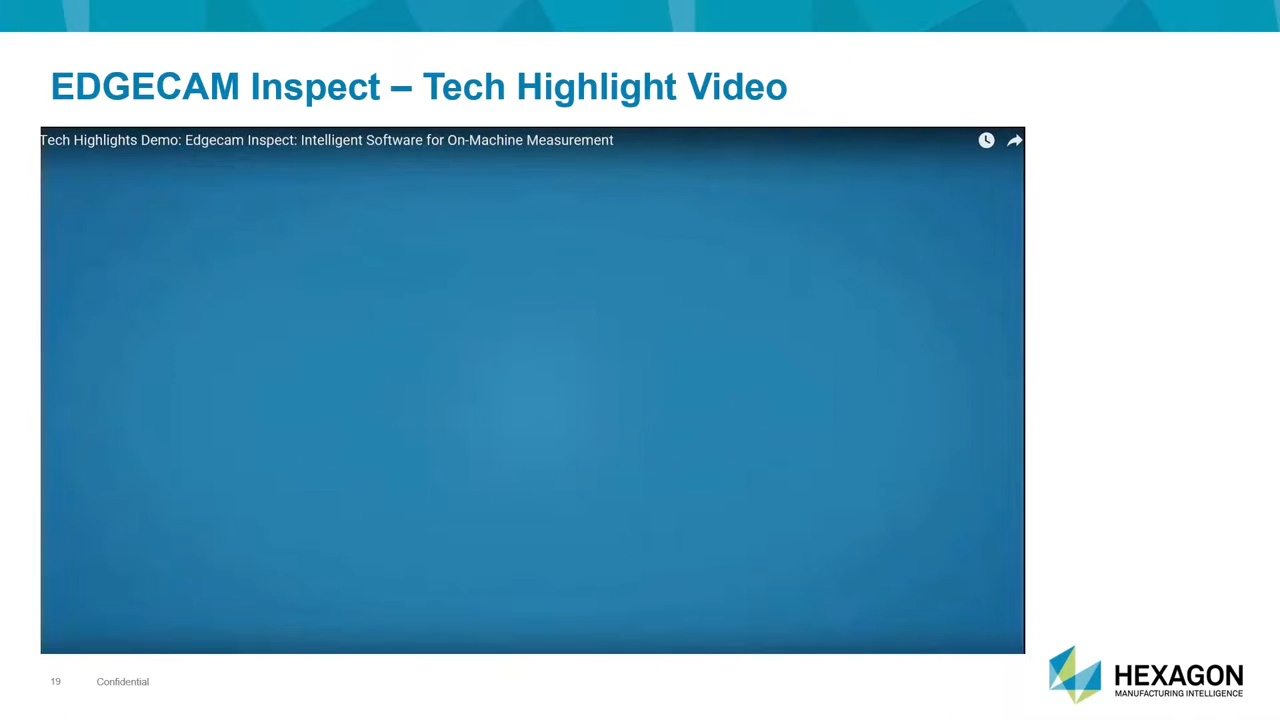 EDGECAM Inspect – Tech Highlight Video
Tech Highlights Demo: Edgecam Inspect: Intelligent Software for On-Machine Measurement
19 Confidential
HEXAGON
MANUFACTURING INTELLIGENCE